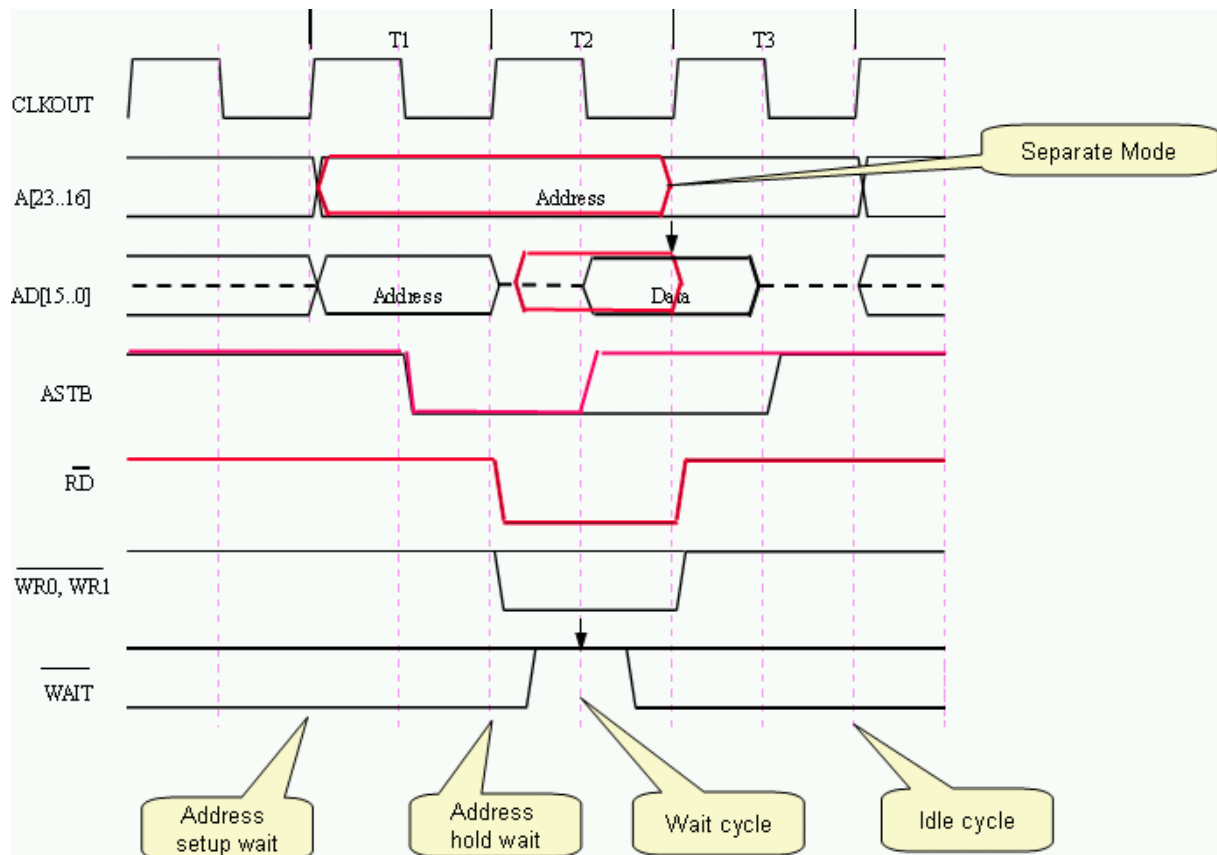 T1 T2 T3
CLKOUT
Separate Mode
A[23..16]
Address
AD[15..0]
Address Data
ASTB
RD
WR0, WR1
WAIT
Address
setup wait
Address
hold wait
Wait cycle
Idle cycle